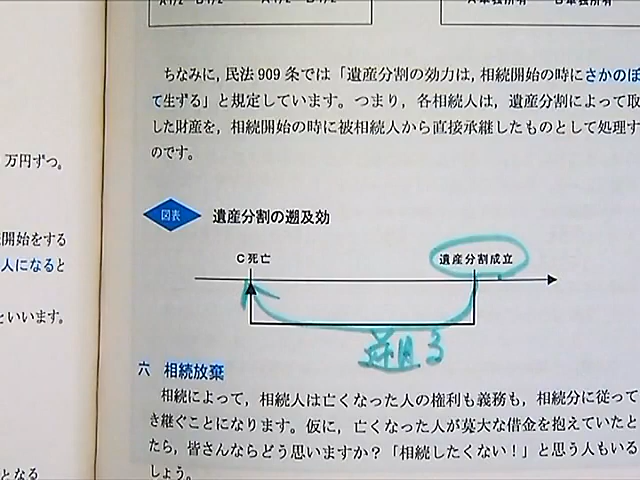 ちなみに，民法909条では「遺産分割の効力は，相続開始の時にさかのぼ
て生ずる」と規定しています。つまり，各相続人は，遺産分割によって取
した財産を，相続開始の時に被相続人から直接承継したものとして処理す
のです。
万円ずつ。
図表 遺産分割の遡及効
開始をする
人になると
C死亡 遺産分割成立
といいます。
遡る
六 相続放棄
相続によって，相続人は亡くなった人の権利も義務も，相続分に従って
き継ぐことになります。仮に，亡くなった人が莫大な借金を抱えていたと
たら，皆さんならどう思いますか？「相続したくない！」と思う人もいる
しょう。
となる